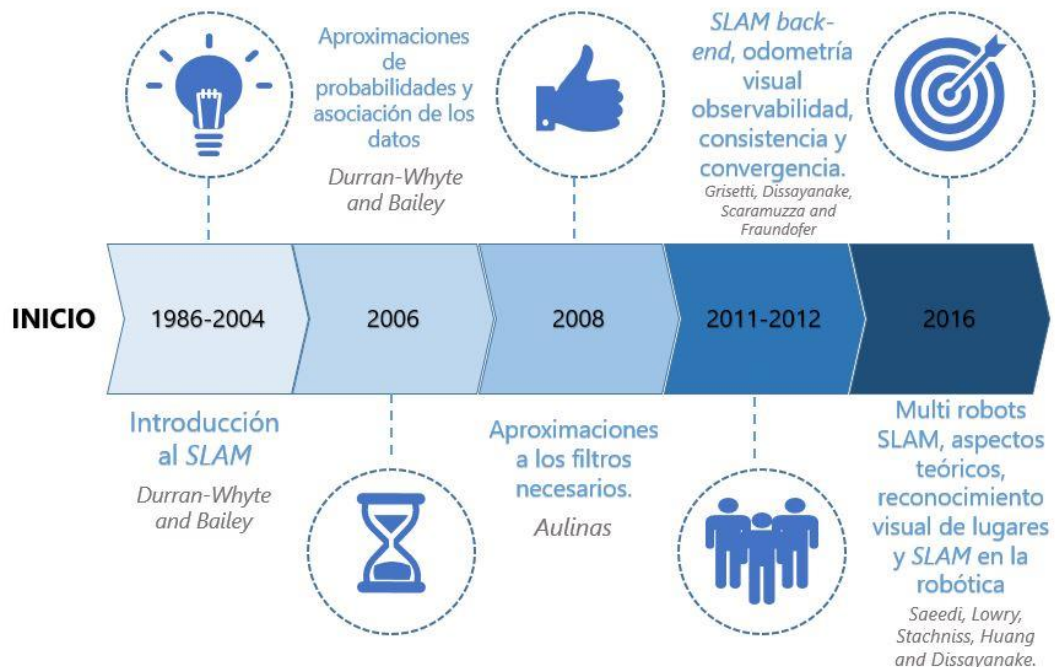 Aproximaciones
de
probabilidades y
asociación de los
datos
Durran-Whyte
and Bailey
SLAM back-
end, odometría
visual
observabilidad,
consistencia y
convergencia.
Grisetti, Dissayanake,
Scaramuzza and
Fraundofer
INICIO
1986-2004
2006
2008
2011-2012
2016
Introducción
al SLAM
Durran-Whyte
and Bailey
Aproximaciones
a los filtros
necesarios.
Aulinas
Multi robots
SLAM, aspectos
teóricos,
reconocimiento
visual de lugares
y SLAM en la
robótica
Saeedi, Lowry,
Stachniss, Huang
and Dissayanake.